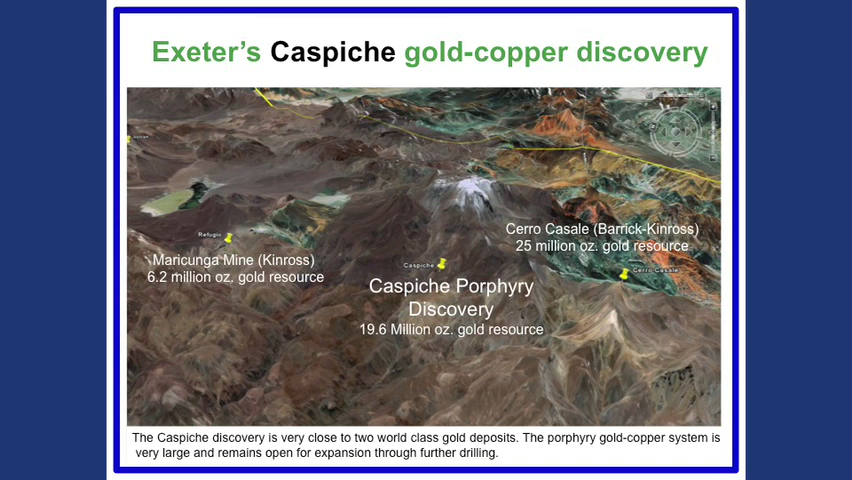 Exeter’s Caspiche gold-copper discovery
Refugio
Maricunga Mine (Kinross)
6.2 million oz. gold resource
Cerro Casale (Barrick-Kinross)
25 million oz. gold resource
Caspiche
Cerro Casale
Caspiche Porphyry
Discovery
19.6 Million oz. gold resource
The Caspiche discovery is very close to two world class gold deposits. The porphyry gold-copper system is
very large and remains open for expansion through further drilling.